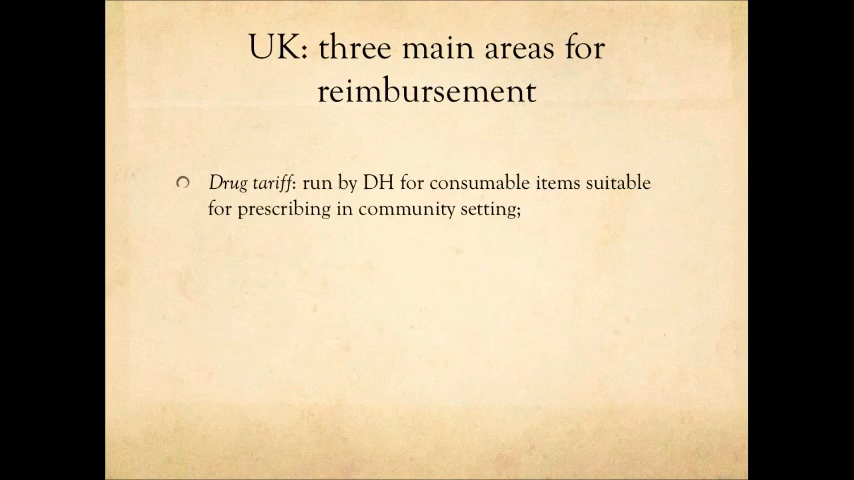 UK: three main areas for
reimbursement
Drug tariff: run by DH for consumable items suitable
for prescribing in community setting;